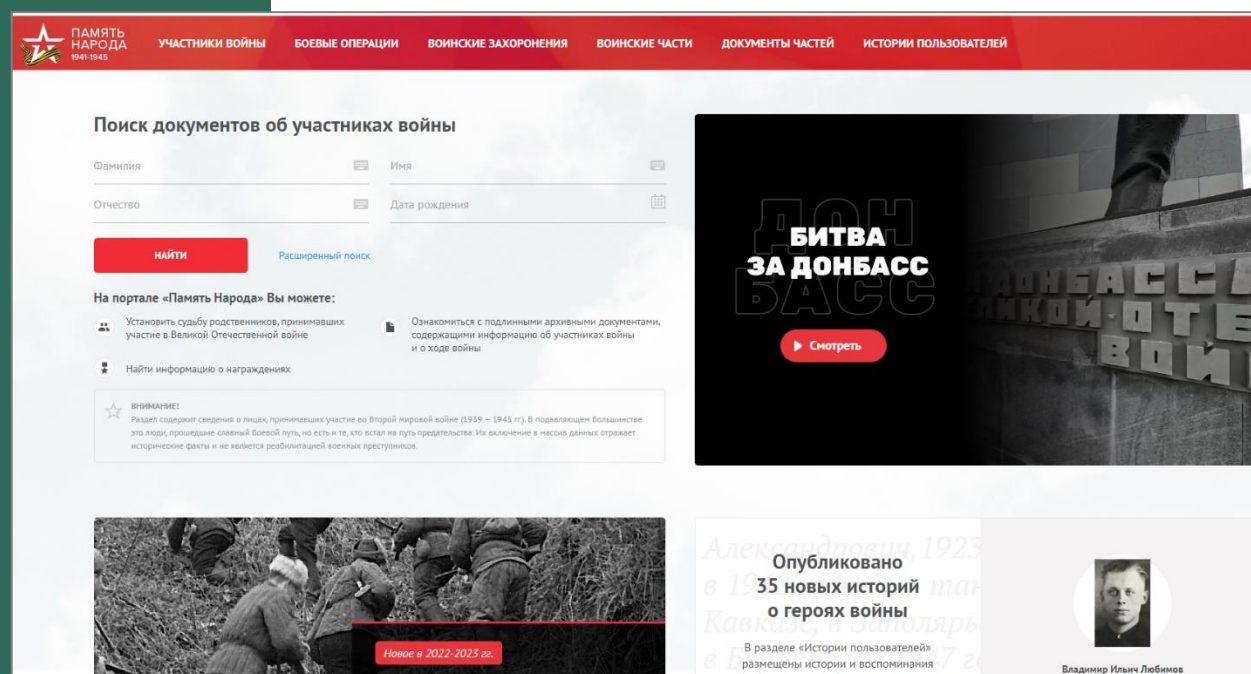 ПАМЯТЬ
НАРОДА
1941-1945
УЧАСТНИКИ ВОЙНЫ
БОЕВЫЕ ОПЕРАЦИИ
ВОИНСКИЕ ЗАХОРОНЕНИЯ
ВОИНСКИЕ ЧАСТИ
ДОКУМЕНТЫ ЧАСТЕЙ
ИСТОРИИ ПОЛЬЗОВАТЕЛЕЙ
Поиск документов об участниках войны
Фамилия
Имя
Отчество
Дата рождения
НАЙТИ
Расширенный поиск
На портале «Память Народа» Вы можете:
Установить судьбу родственников, принимавших
участие в Великой Отечественной войне
Ознакомиться с подлинными архивными документами,
содержащими информацию об участниках войны
и о ходе войны
Найти информацию о награждениях
ВНИМАНИЕ!
Раздел содержит сведения о лицах, принимавших участие во Второй мировой войне (1939 – 1945 гг). В подавляющем большинстве
это люди, прошедшие славный боевой путь, но есть и те, кто встал на путь предательства. Их включение в массив данных отражает
исторические факты и не является реабилитацией военных преступников.
ДОН
БАСС
БИТВА
ЗА ДОНБАСС
Смотреть
Новое в 2022-2023 гг.
Александрович, 1923
Опубликовано
35 новых историй
о героях войны
В разделе «Истории пользователей»
размещены истории и воспоминания
Владимир Ильич Любимов